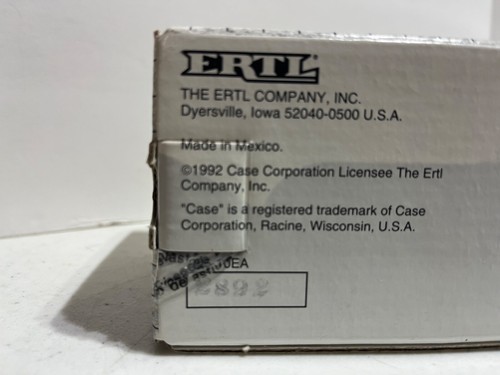 ERTL
THE ERTL COMPANY, INC.
Dyersville, Iowa 52040-0500 U.S.A.
Made in Mexico.
©1992 Case Corporation Licensee The Ertl
Company, Inc.
"Case" is a registered trademark of Case
Corporation, Racine, Wisconsin, U.S.A.
2892